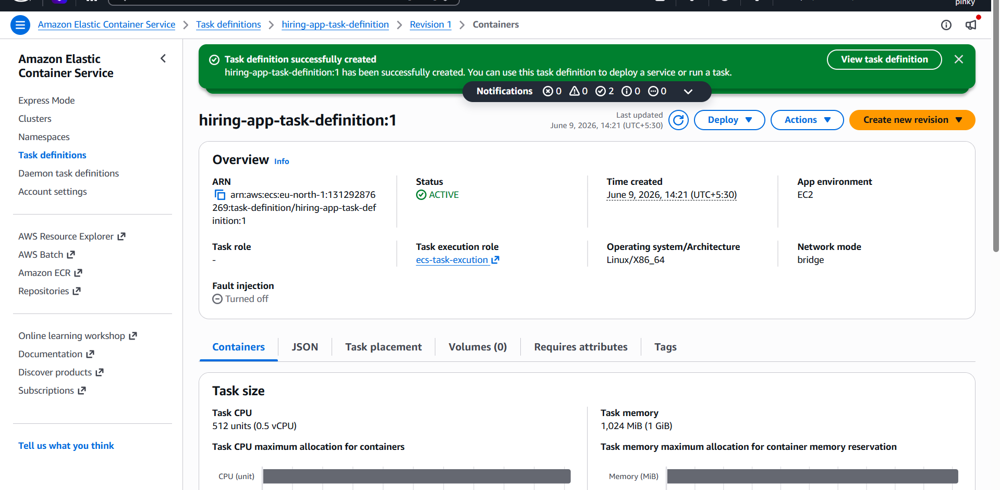 pinky
Amazon Elastic Container Service > Task definitions > hiring-app-task-definition > Revision 1 > Containers
Amazon Elastic
Container Service
Express Mode
Clusters
Namespaces
Task definitions
Daemon task definitions
Account settings
AWS Resource Explorer
AWS Batch
Amazon ECR
Repositories
Online learning workshop
Documentation
Discover products
Subscriptions
Tell us what you think
Task definition successfully created
hiring-app-task-definition:1 has been successfully created. You can use this task definition to deploy a service or run a task.
View task definition
Notifications 0 0 2 0 0
hiring-app-task-definition:1
Last updated
June 9, 2026, 14:21 (UTC+5:30)
Deploy
Actions
Create new revision
Overview Info
ARN
arn:aws:ecs:eu-north-1:131292876
269:task-definition/hiring-app-task-def
inition:1
Status
ACTIVE
Time created
June 9, 2026, 14:21 (UTC+5:30)
App environment
EC2
Task role
-
Task execution role
ecs-task-excution
Operating system/Architecture
Linux/X86_64
Network mode
bridge
Fault injection
Turned off
Containers
JSON
Task placement
Volumes (0)
Requires attributes
Tags
Task size
Task CPU
512 units (0.5 vCPU)
Task CPU maximum allocation for containers
CPU (unit)
Task memory
1,024 MiB (1 GiB)
Task memory maximum allocation for container memory reservation
Memory (MiB)